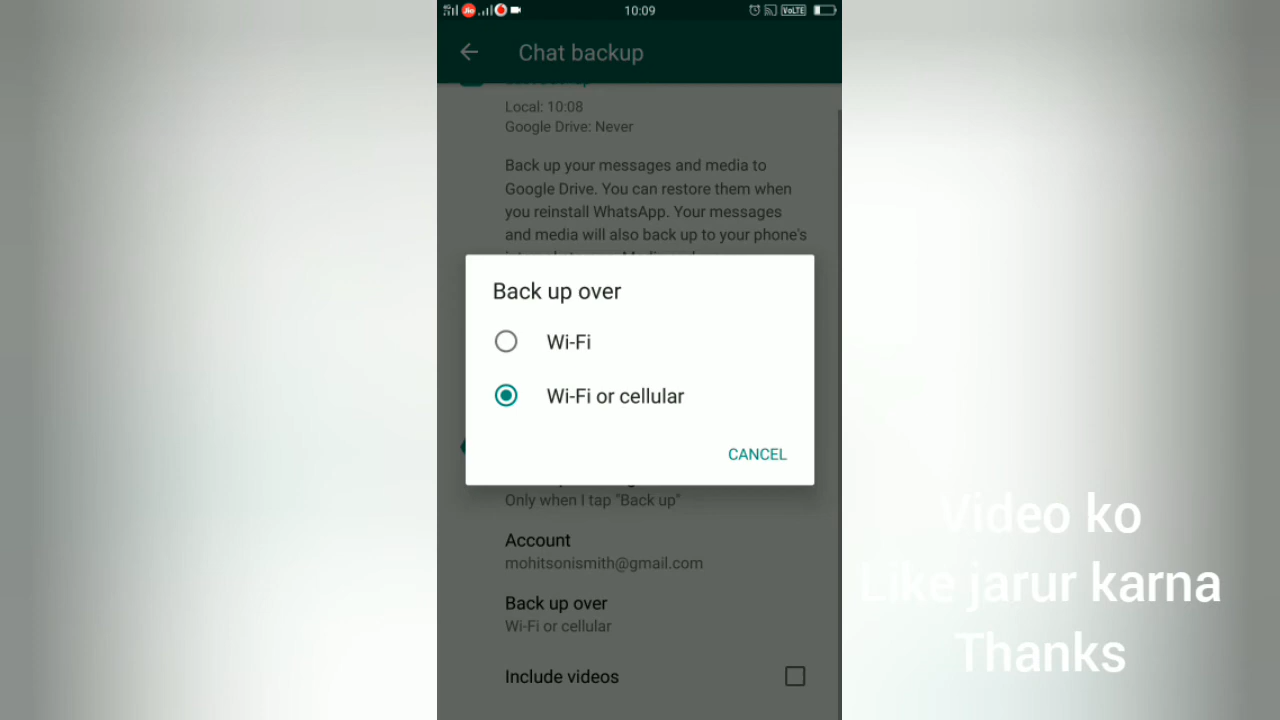 10:09
VoLTE
Chat backup
Local: 10:08
Google Drive: Never
Back up your messages and media to
Google Drive. You can restore them when
you reinstall WhatsApp. Your messages
and media will also back up to your phone's
Back up over
Wi-Fi
Wi-Fi or cellular
CANCEL
Only when I tap "Back up"
Account
mohitsonismith@gmail.com
Back up over
Wi-Fi or cellular
Include videos
Video ko
Like jarur karna
Thanks